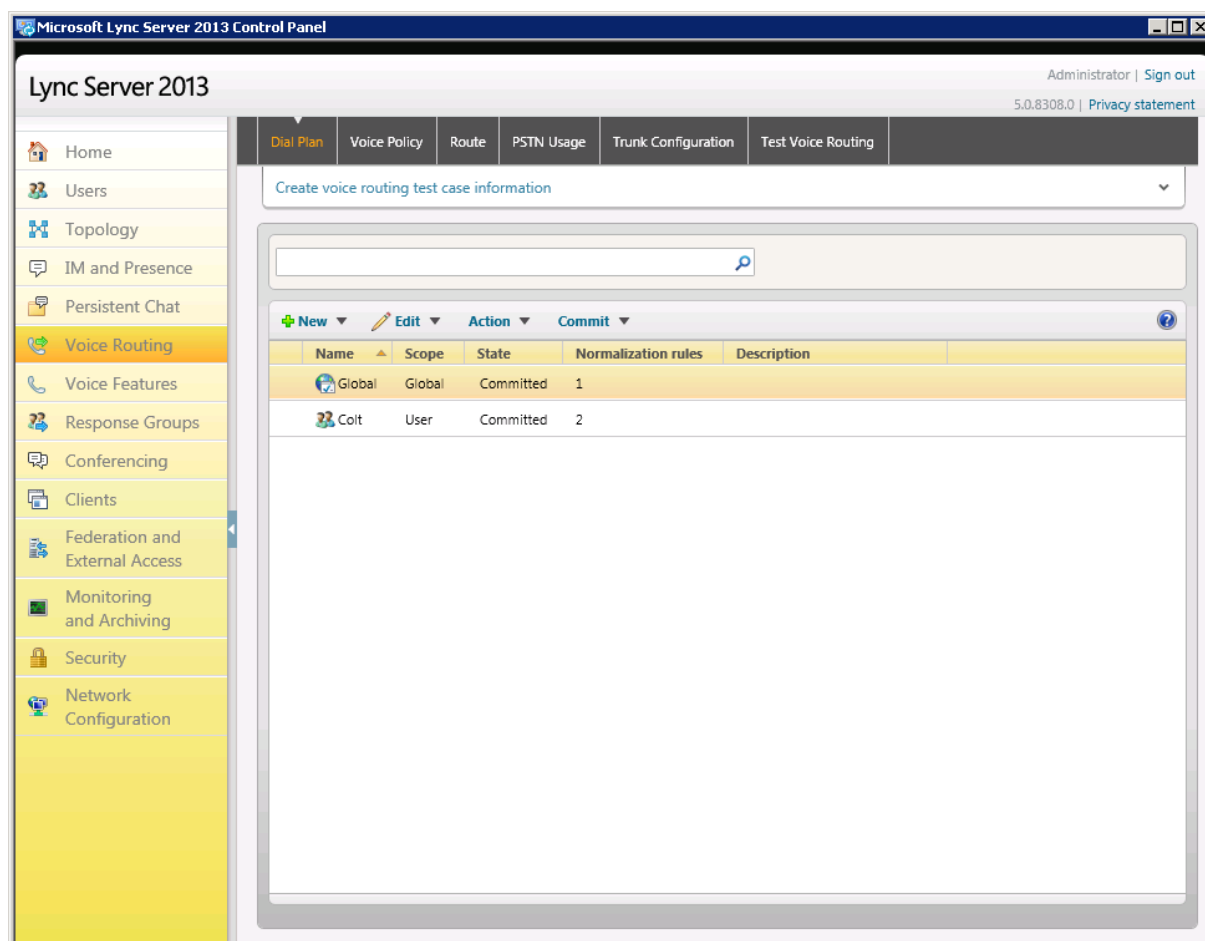 Microsoft Lync Server 2013 Control Panel
Lync Server 2013
Administrator | Sign out
5.0.8308.0 | Privacy statement
Home
Users
Topology
IM and Presence
Persistent Chat
Voice Routing
Voice Features
Response Groups
Conferencing
Clients
Federation and
External Access
Monitoring
and Archiving
Security
Network
Configuration
Dial Plan Voice Policy Route PSTN Usage Trunk Configuration Test Voice Routing
Create voice routing test case information
New Edit Action Commit
Name Scope State Normalization rules Description
Global Global Committed 1
Colt User Committed 2